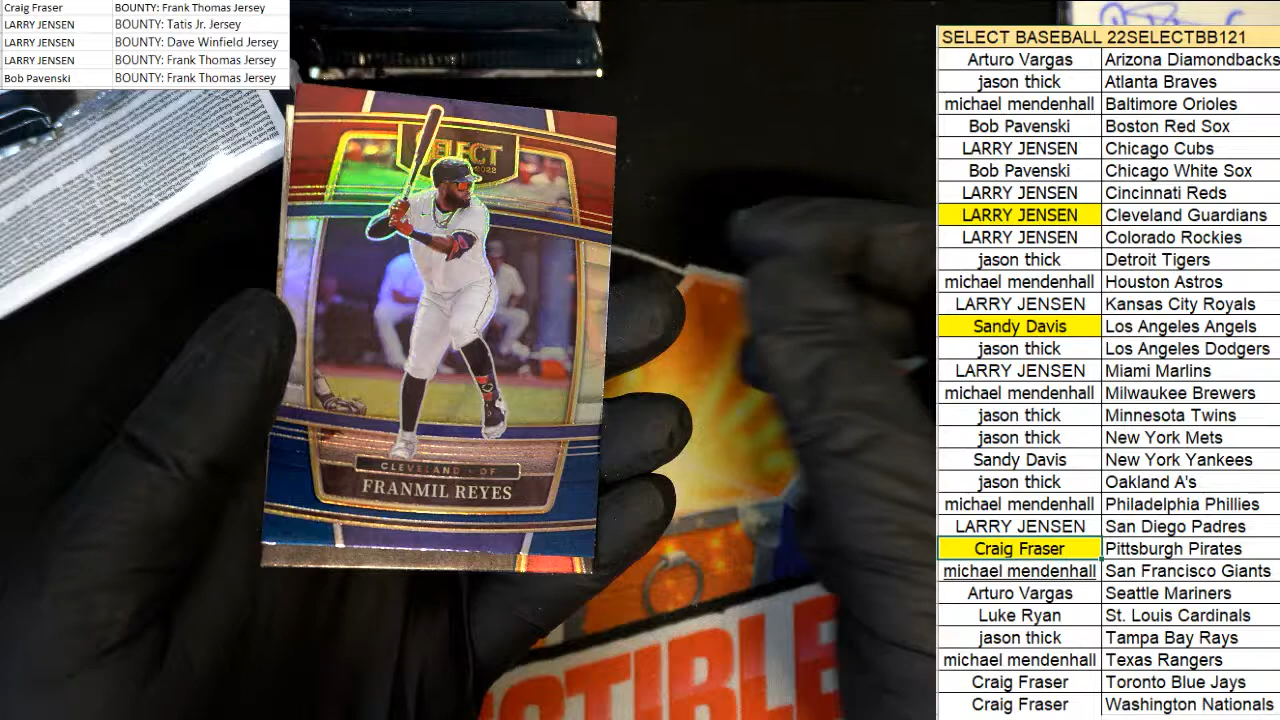 Craig Fraser BOUNTY: Frank Thomas Jersey
LARRY JENSEN BOUNTY: Tatis Jr. Jersey
LARRY JENSEN BOUNTY: Dave Winfield Jersey
LARRY JENSEN BOUNTY: Frank Thomas Jersey
Bob Pavenski BOUNTY: Frank Thomas Jersey
SELECT
2022
CLEVELAND - OF
FRANMIL REYES
TIBLE
SELECT BASEBALL 22SELECTBB121
Arturo Vargas Arizona Diamondbacks
jason thick Atlanta Braves
michael mendenhall Baltimore Orioles
Bob Pavenski Boston Red Sox
LARRY JENSEN Chicago Cubs
Bob Pavenski Chicago White Sox
LARRY JENSEN Cincinnati Reds
LARRY JENSEN Cleveland Guardians
LARRY JENSEN Colorado Rockies
jason thick Detroit Tigers
michael mendenhall Houston Astros
LARRY JENSEN Kansas City Royals
Sandy Davis Los Angeles Angels
jason thick Los Angeles Dodgers
LARRY JENSEN Miami Marlins
michael mendenhall Milwaukee Brewers
jason thick Minnesota Twins
jason thick New York Mets
Sandy Davis New York Yankees
jason thick Oakland A's
michael mendenhall Philadelphia Phillies
LARRY JENSEN San Diego Padres
Craig Fraser Pittsburgh Pirates
michael mendenhall San Francisco Giants
Arturo Vargas Seattle Mariners
Luke Ryan St. Louis Cardinals
jason thick Tampa Bay Rays
michael mendenhall Texas Rangers
Craig Fraser Toronto Blue Jays
Craig Fraser Washington Nationals